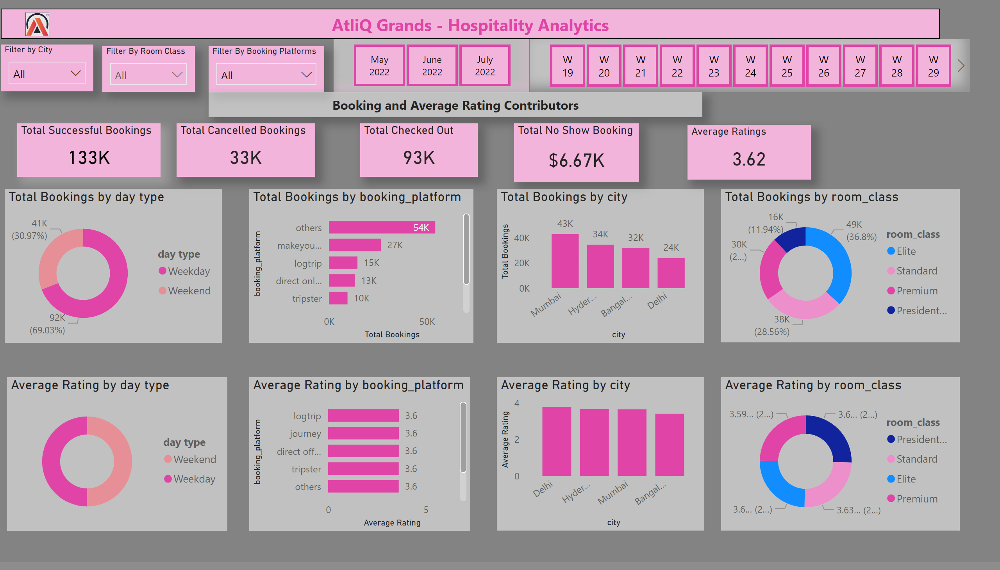 AtliQ Grands - Hospitality Analytics
®
Filter by City
All
Filter By Room Class
All
Filter By Booking Platforms
All
May
2022
June
2022
July
2022
W
19
W
20
W
21
W
22
W
23
W
24
W
25
W
26
W
27
W
28
W
29
Booking and Average Rating Contributors
Total Successful Bookings
133K
Total Cancelled Bookings
33K
Total Checked Out
93K
Total No Show Booking
$6.67K
Average Ratings
3.62
Total Bookings by day type
41K
(30.97%)
92K
(69.03%)
day type
Weekday
Weekend
Total Bookings by booking_platform
booking_platform
others
54K
makeyou...
27K
logtrip
15K
direct onl...
13K
tripster
10K
0K
50K
Total Bookings
Total Bookings by city
Total Bookings
40K
20K
0K
43K
34K
32K
24K
Mumbai
Hyder...
Bangal...
Delhi
city
Total Bookings by room_class
16K
(11.94%)
49K
(36.8%)
30K
(2...)
38K
(28.56%)
room_class
Elite
Standard
Premium
President...
Average Rating by day type
day type
Weekend
Weekday
Average Rating by booking_platform
booking_platform
logtrip
3.6
journey
3.6
direct off...
3.6
tripster
3.6
others
3.6
0
5
Average Rating
Average Rating by city
Average Rating
4
2
0
Delhi
Hyder...
Mumbai
Bangal...
city
Average Rating by room_class
3.59... (2...)
3.6... (2...)
3.6... (2...)
3.63... (2...)
room_class
President...
Standard
Elite
Premium